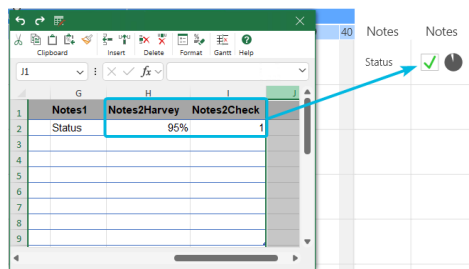 40 Notes Notes
Clipboard Insert Delete Format Gantt Help
J1 fx
G H I J
1 Notes1 Notes2Harvey Notes2Check
2 Status 95% 1
3
4
5
6
7
8
9
Status